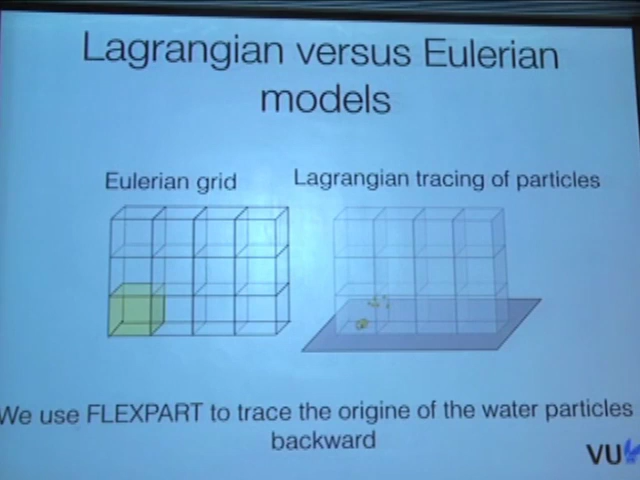 Lagrangian versus Eulerian
models
Eulerian grid
Lagrangian tracing of particles
We use FLEXPART to trace the origine of the water particles
backward
VU